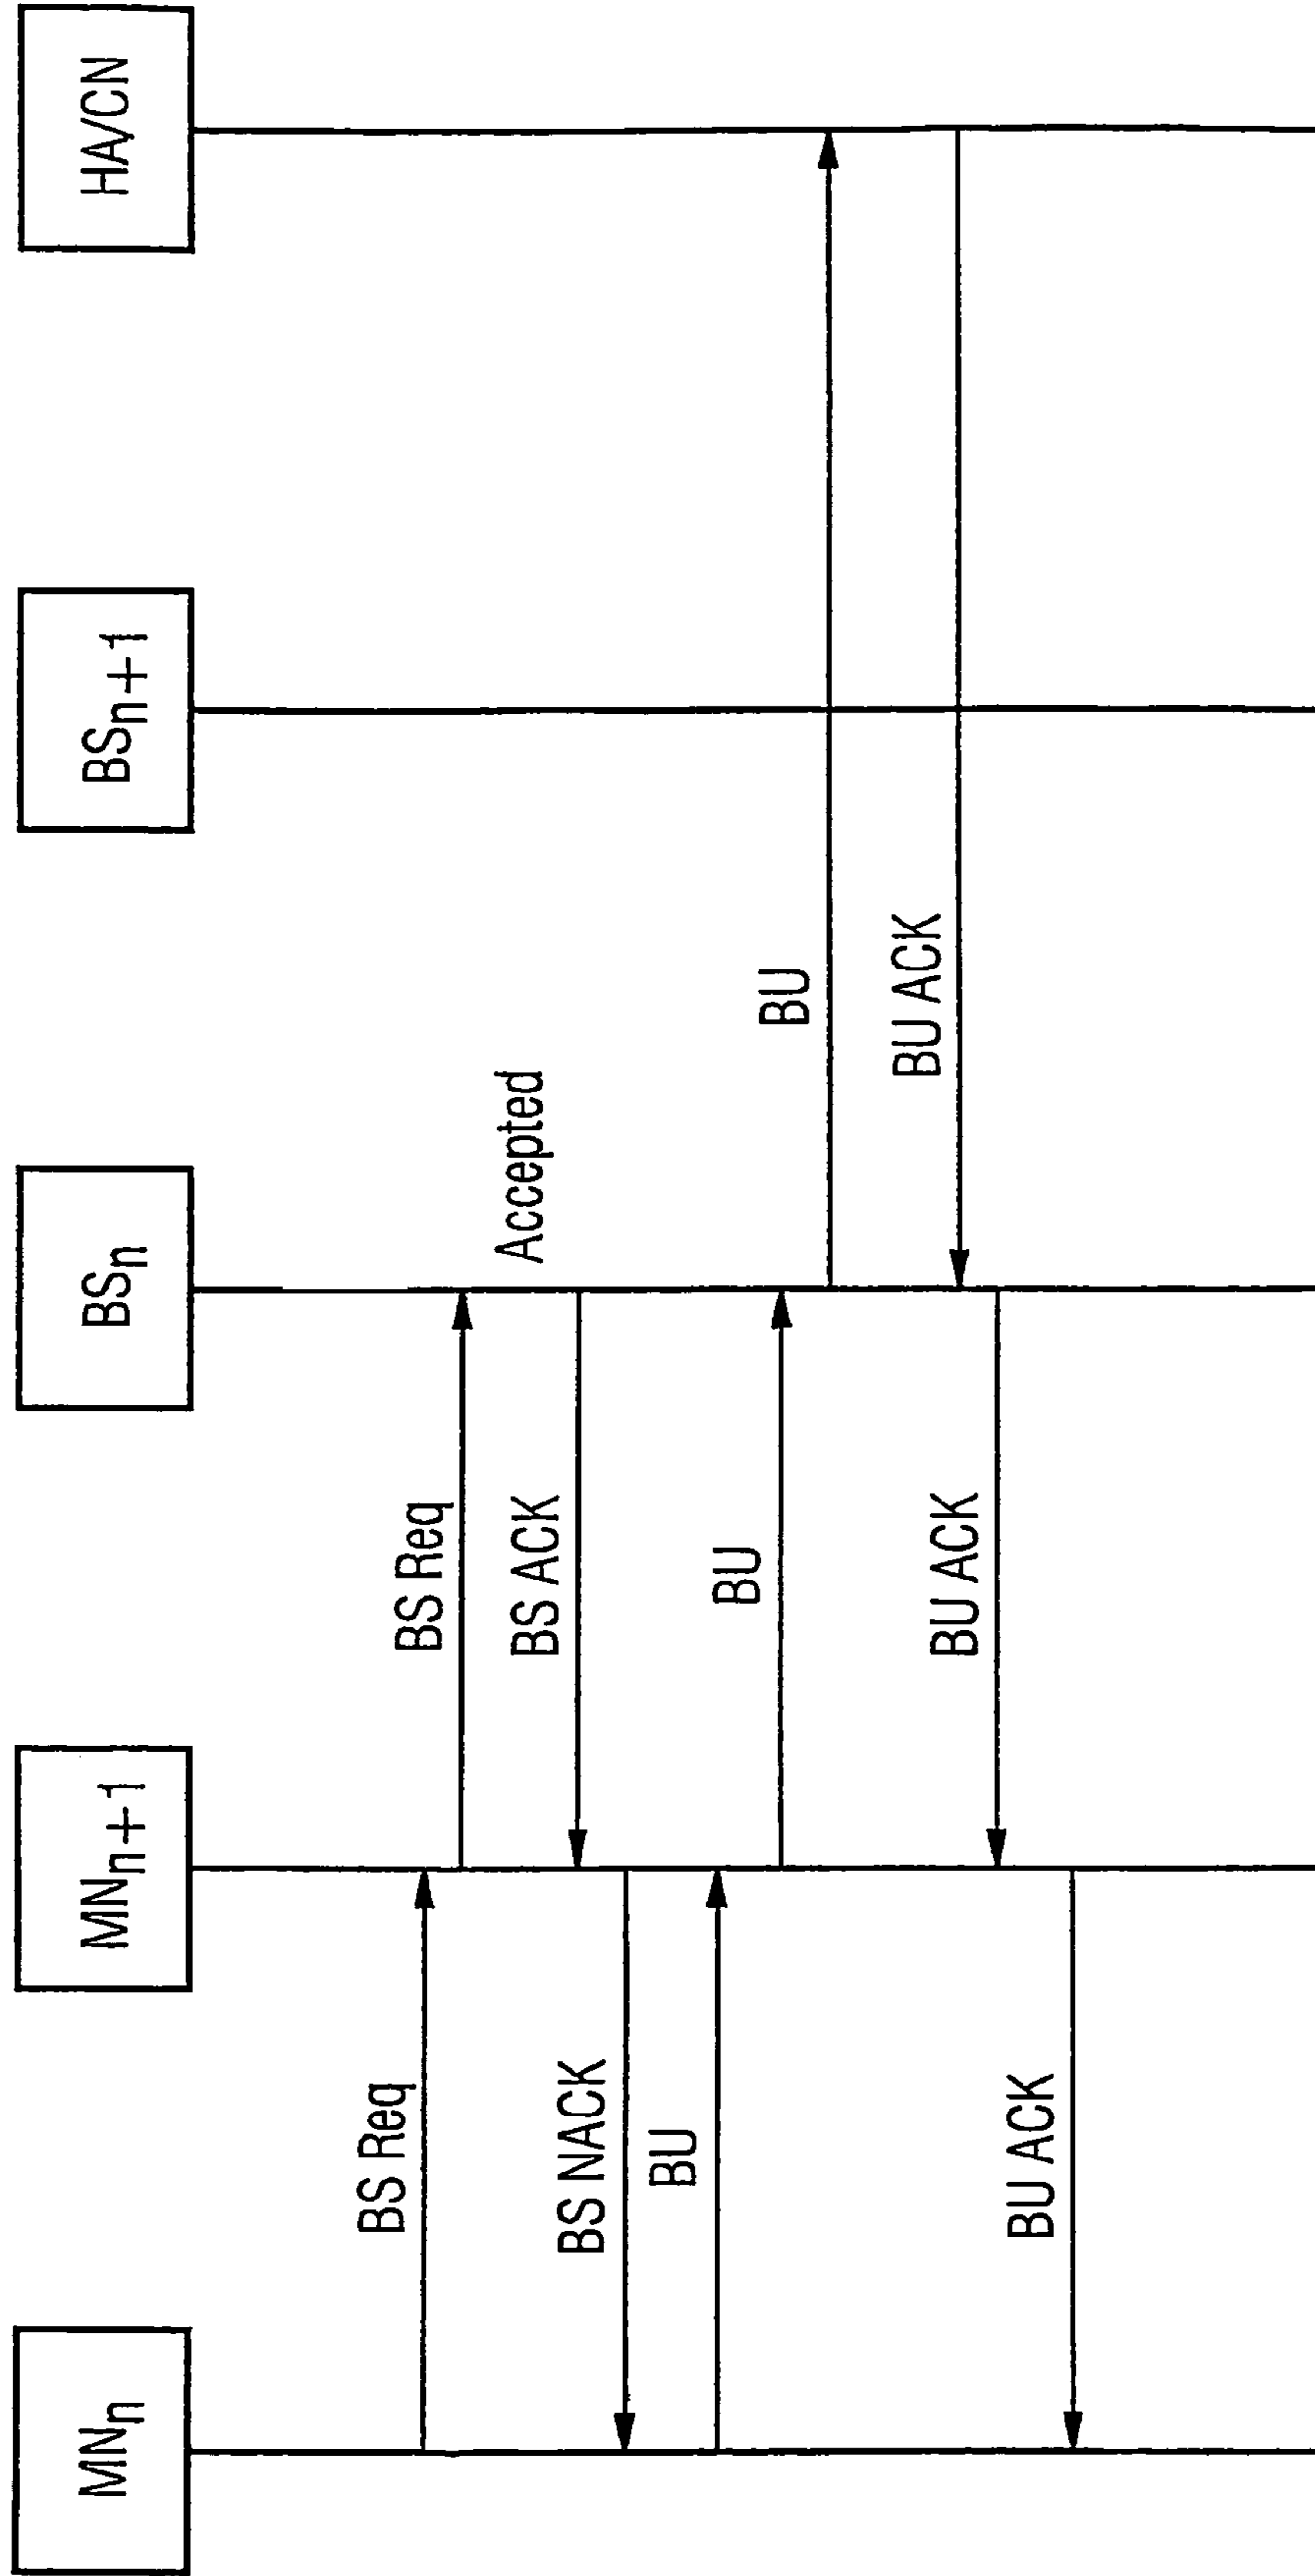 MNn
MNn+1
BSn
BSn+1
HA/CN
BS Req
BS Req
Accepted
BS ACK
BS NACK
BU
BU
BU
BU ACK
BU ACK
BU ACK